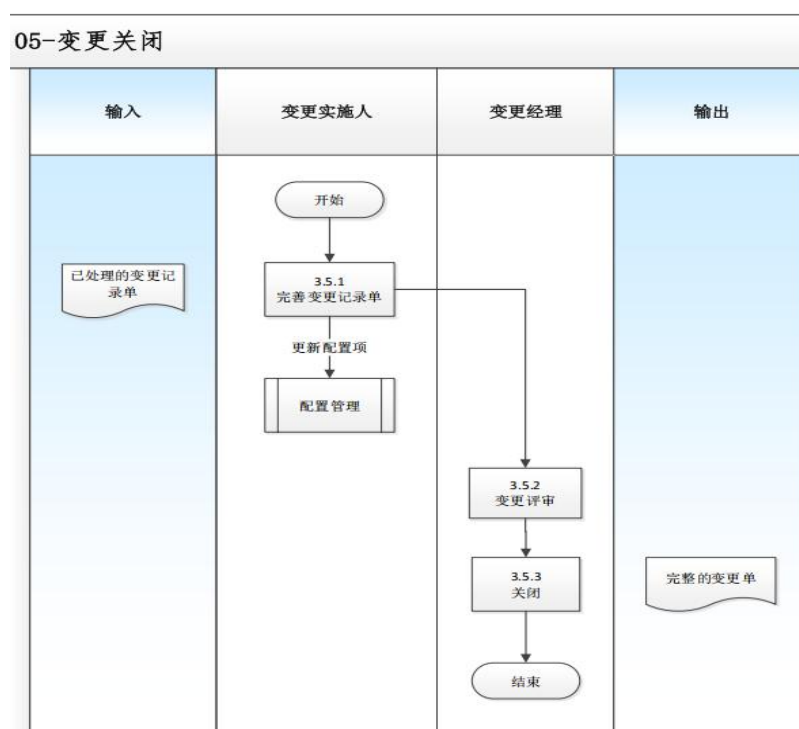 05-变更关闭
输入
变更实施人
变更经理
输出
开始
已处理的变更记
录单
3.5.1
完善变更记录单
更新配置项
配置管理
3.5.2
变更评审
3.5.3
关闭
完整的变更单
结束